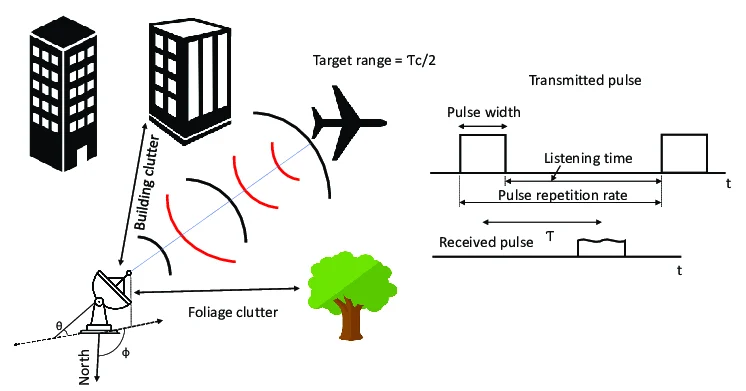 Target range = Ƭc/2
Transmitted pulse
Pulse width
Listening time
t
Pulse repetition rate
Ƭ
Received pulse
t
Building clutter
Foliage clutter
θ
ϕ
North